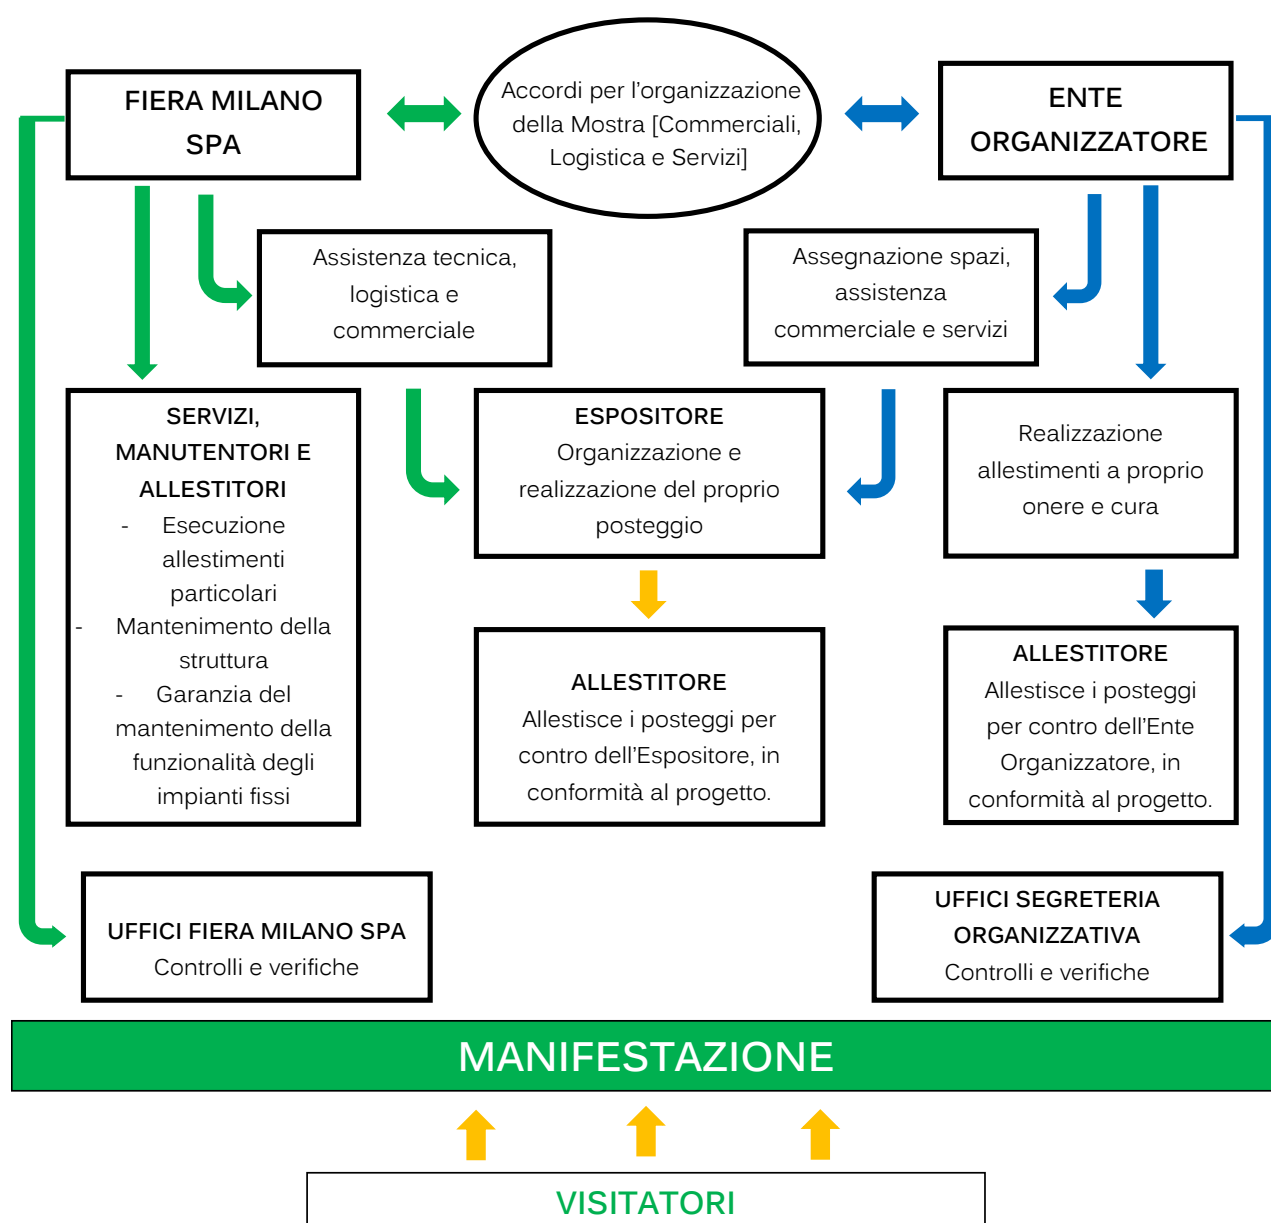 FIERA MILANO
SPA
Accordi per l'organizzazione
della Mostra [Commerciali,
Logistica e Servizi]
ENTE
ORGANIZZATORE
Assistenza tecnica,
logistica e
commerciale
Assegnazione spazi,
assistenza
commerciale e servizi
SERVIZI,
MANUTENTORI E
ALLESTITORI
- Esecuzione
allestimenti
particolari
- Mantenimento della
struttura
- Garanzia del
mantenimento della
funzionalità degli
impianti fissi
ESPOSITORE
Organizzazione e
realizzazione del proprio
posteggio
Realizzazione
allestimenti a proprio
onere e cura
ALLESTITORE
Allestisce i posteggi per
contro dell'Espositore, in
conformità al progetto.
ALLESTITORE
Allestisce i posteggi
per contro dell'Ente
Organizzatore, in
conformità al progetto.
UFFICI FIERA MILANO SPA
Controlli e verifiche
UFFICI SEGRETERIA
ORGANIZZATIVA
Controlli e verifiche
MANIFESTAZIONE
VISITATORI